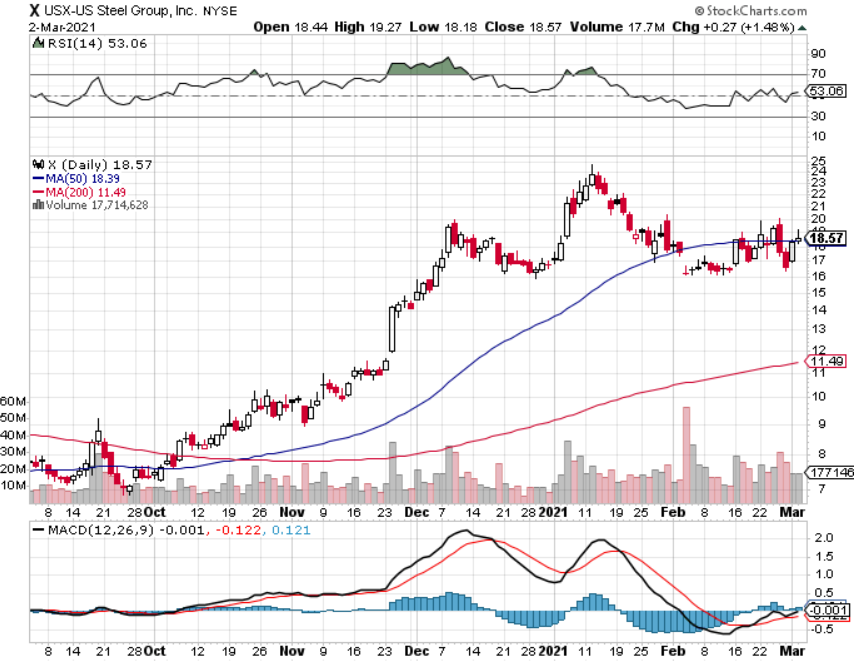 X USX-US Steel Group, Inc. NYSE
© StockCharts.com
2-Mar-2021
Open 18.44 High 19.27 Low 18.18 Close 18.57 Volume 17.7M Chg +0.27 (+1.48%)
RSI(14) 53.06
90
70
53.06
30
10
X (Daily) 18.57
MA(50) 18.39
MA(200) 11.49
Volume 17,714,628
25
24
23
22
21
20
19
18.57
18
17
16
15
14
13
12
11.49
11
10
9
8
7
60M
50M
40M
30M
20M
10M
177146
8 14 21 28 Oct 12 19 26 Nov 9 16 23 Dec 7 14 21 28 2021 11 19 25 Feb 8 16 22 Mar
MACD(12,26,9) -0.001, -0.122, 0.121
2.0
1.5
1.0
0.5
-0.001
-0.5
8 14 21 28 Oct 12 19 26 Nov 9 16 23 Dec 7 14 21 28 2021 11 19 25 Feb 8 16 22 Mar